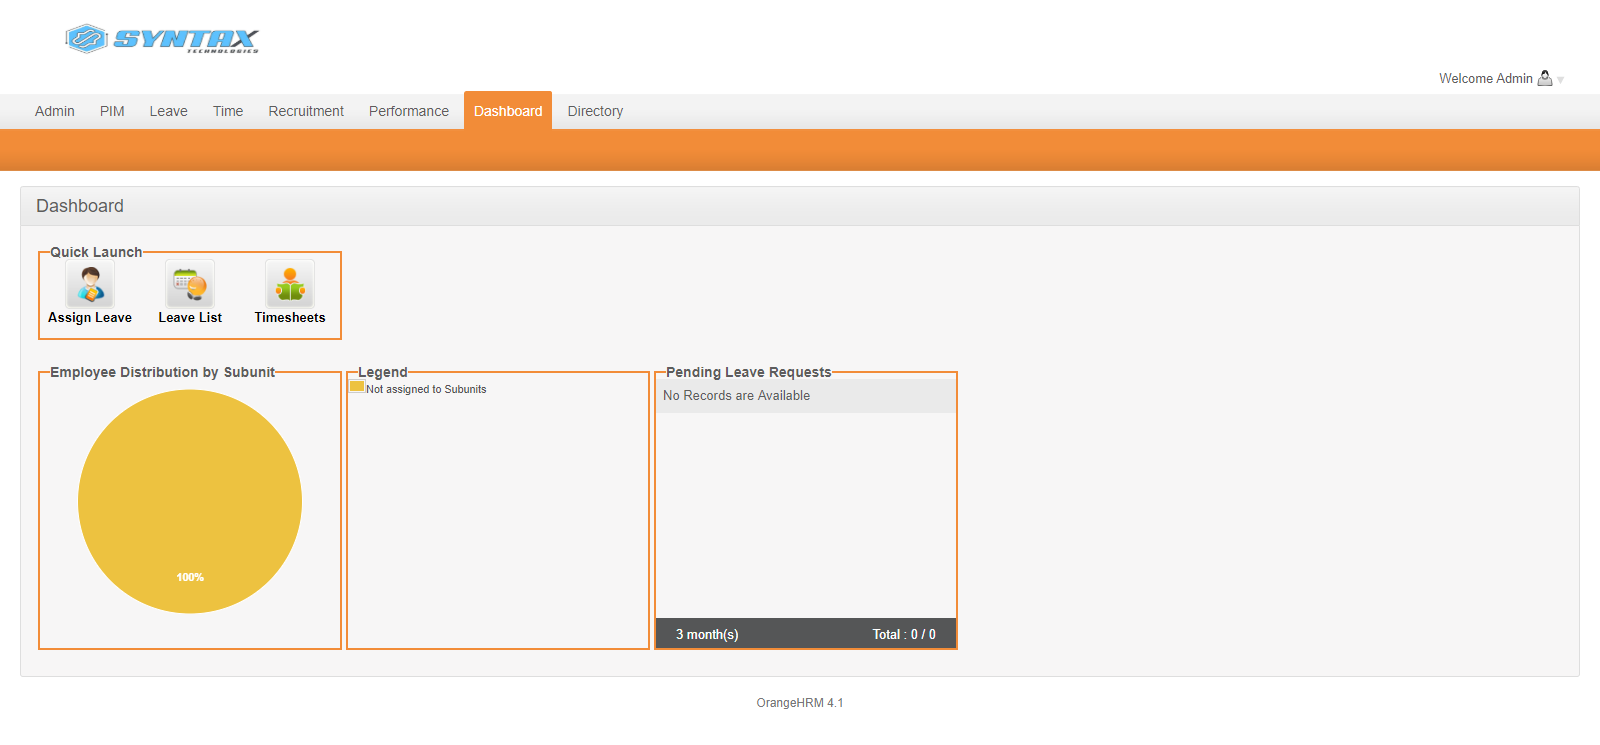 SYNTAX
TECHNOLOGIES
Welcome Admin
Admin PIM Leave Time Recruitment Performance Dashboard Directory
Dashboard
Quick Launch
Assign Leave Leave List Timesheets
Employee Distribution by Subunit
100%
Legend
Not assigned to Subunits
Pending Leave Requests
No Records are Available
3 month(s) Total : 0 / 0
OrangeHRM 4.1